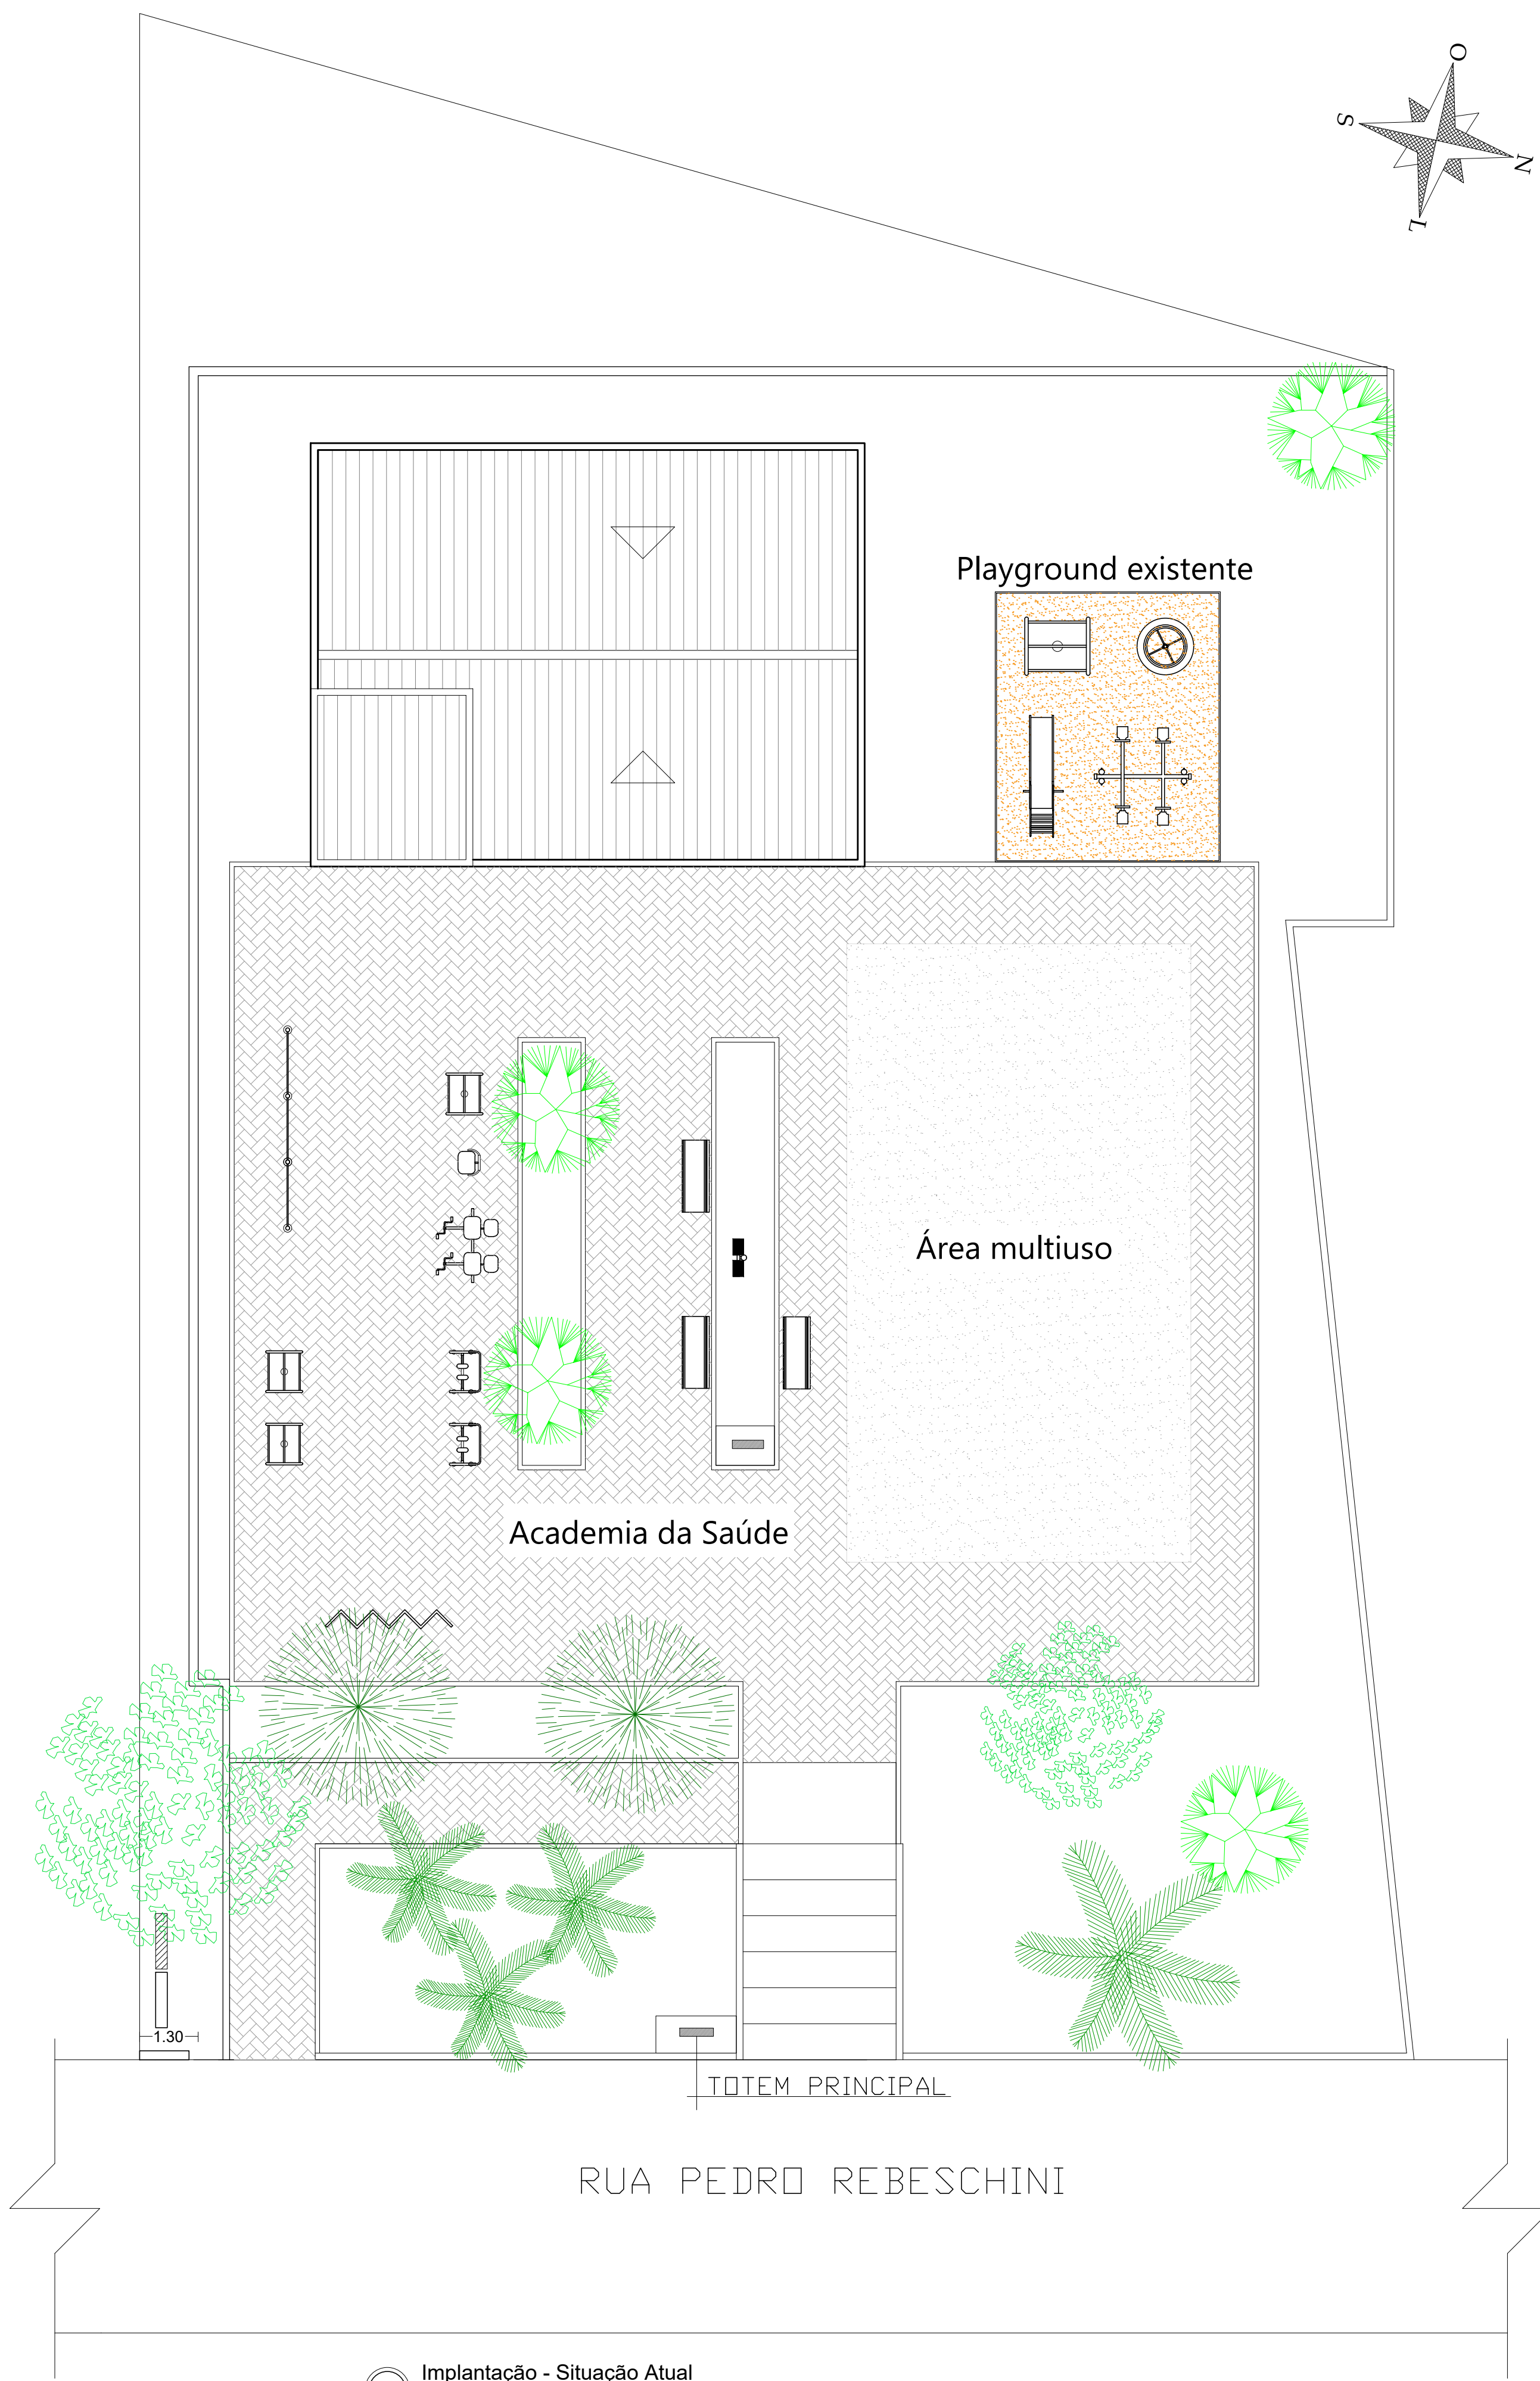 O
S
N
L
Playground existente
Área multiuso
Academia da Saúde
1.30
TOTEM PRINCIPAL
RUA PEDRO REBESCHINI
Implantação - Situação Atual